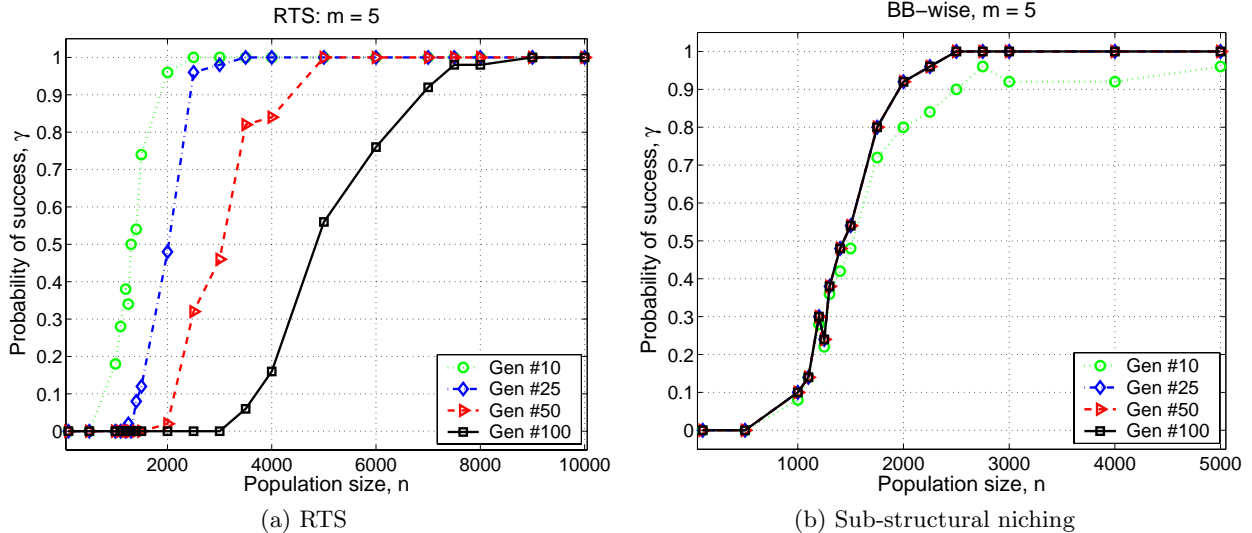 RTS: m = 5
Probability of success, γ
1
0.9
0.8
0.7
0.6
0.5
0.4
0.3
0.2
0.1
0
Gen #10
Gen #25
Gen #50
Gen #100
2000 4000 6000 8000 10000
Population size, n
(a) RTS
BB-wise, m = 5
Probability of success, γ
1
0.9
0.8
0.7
0.6
0.5
0.4
0.3
0.2
0.1
0
Gen #10
Gen #25
Gen #50
Gen #100
1000 2000 3000 4000 5000
Population size, n
(b) Sub-structural niching